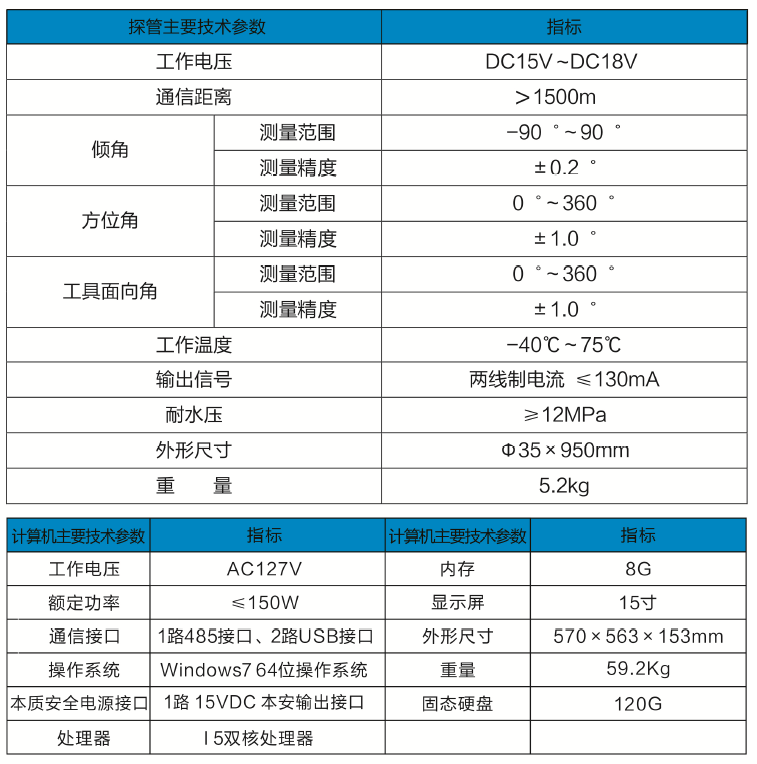 探管主要技术参数 指标
工作电压 DC15V~DC18V
通信距离 >1500m
倾角 测量范围 -90 °~90 °
测量精度 ±0.2 °
方位角 测量范围 0 °~360 °
测量精度 ±1.0 °
工具面向角 测量范围 0 °~360 °
测量精度 ±1.0 °
工作温度 -40℃~75℃
输出信号 两线制电流 ≤130mA
耐水压 ≥12MPa
外形尺寸 Φ35×950mm
重 量 5.2kg
计算机主要技术参数 指标 计算机主要技术参数 指标
工作电压 AC127V 内存 8G
额定功率 ≤150W 显示屏 15寸
通信接口 1路485接口、2路USB接口 外形尺寸 570×563×153mm
操作系统 Windows7 64位操作系统 重量 59.2Kg
本质安全电源接口 1路 15VDC 本安输出接口 固态硬盘 120G
处理器 I 5双核处理器